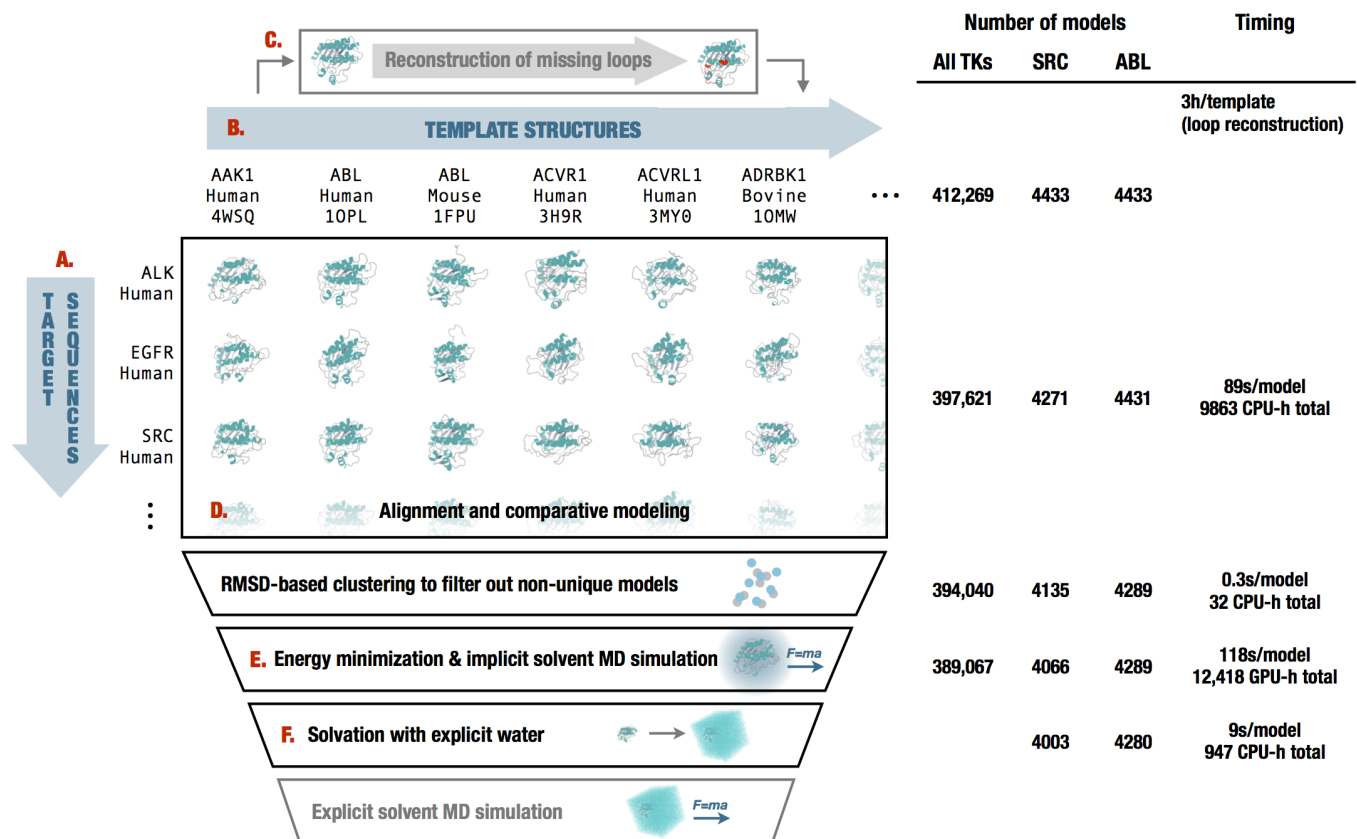 Number of models
Timing
All TKs
SRC
ABL
C.
Reconstruction of missing loops
3h/template
(loop reconstruction)
B.
TEMPLATE STRUCTURES
AAK1
Human
4WSQ
ABL
Human
1OPL
ABL
Mouse
1FPU
ACVR1
Human
3H9R
ACVRL1
Human
3MY0
ADRBK1
Bovine
1OMW
•••
412,269
4433
4433
A.
TARGET
SEQUENCES
ALK
Human
EGFR
Human
SRC
Human
397,621
4271
4431
89s/model
9863 CPU-h total
D.
Alignment and comparative modeling
RMSD-based clustering to filter out non-unique models
394,040
4135
4289
0.3s/model
32 CPU-h total
E.
Energy minimization & implicit solvent MD simulation
F=ma
389,067
4066
4289
118s/model
12,418 GPU-h total
F.
Solvation with explicit water
4003
4280
9s/model
947 CPU-h total
Explicit solvent MD simulation
F=ma